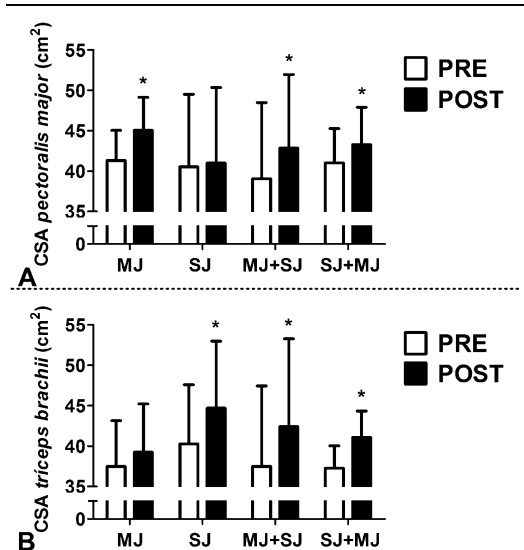 CSA pectoralis major (cm²)
55
50
45
40
35
0
*
*
*
PRE
POST
MJ
SJ
MJ+SJ
SJ+MJ
A
CSA tríceps brachii (cm²)
55
50
45
40
35
0
*
*
*
PRE
POST
MJ
SJ
MJ+SJ
SJ+MJ
B